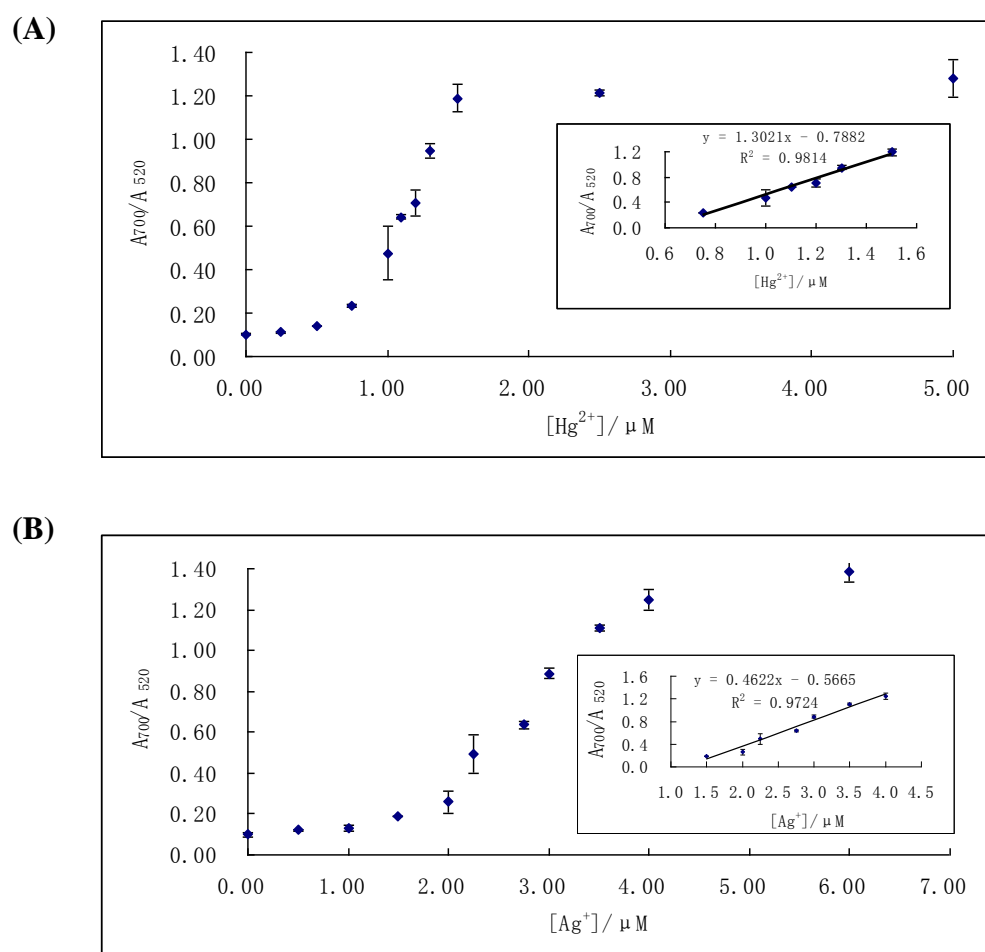 (A)
1.40
1.20
1.00
0.80
0.60
0.40
0.20
0.00
A700/A 520
0.00 1.00 2.00 3.00 4.00 5.00
[Hg2+]/ μM
y = 1.3021x − 0.7882
R2 = 0.9814
1.2
0.8
0.4
0.0
A700/A 520
0.6 0.8 1.0 1.2 1.4 1.6
[Hg2+]/ μM
(B)
1.40
1.20
1.00
0.80
0.60
0.40
0.20
0.00
A700/A 520
0.00 1.00 2.00 3.00 4.00 5.00 6.00 7.00
[Ag+]/ μM
y = 0.4622x − 0.5665
R2 = 0.9724
1.6
1.2
0.8
0.4
0.0
A700/A 520
1.0 1.5 2.0 2.5 3.0 3.5 4.0 4.5
[Ag+]/ μM